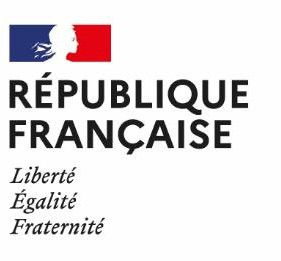 RÉPUBLIQUE
FRANÇAISE
Liberté
Égalité
Fraternité